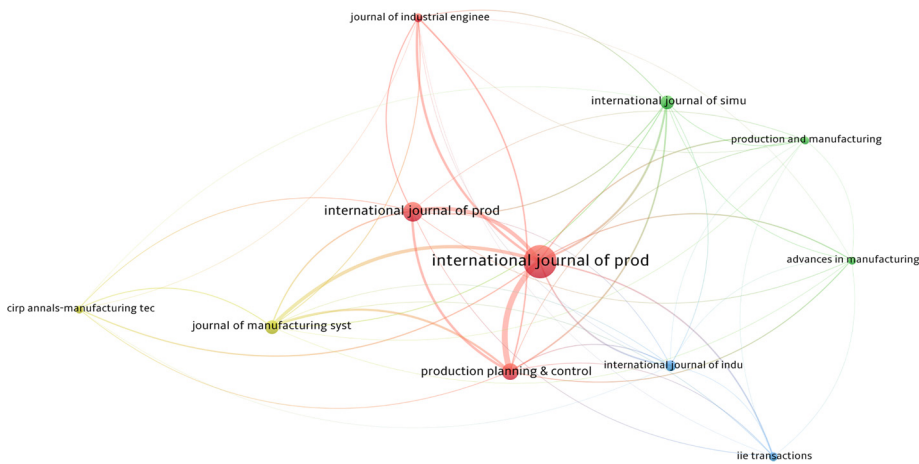 journal of industrial enginee
international journal of simu
production and manufacturing
international journal of prod
international journal of prod
advances in manufacturing
cirp annals-manufacturing tec
journal of manufacturing syst
production planning & control
international journal of indu
iie transactions